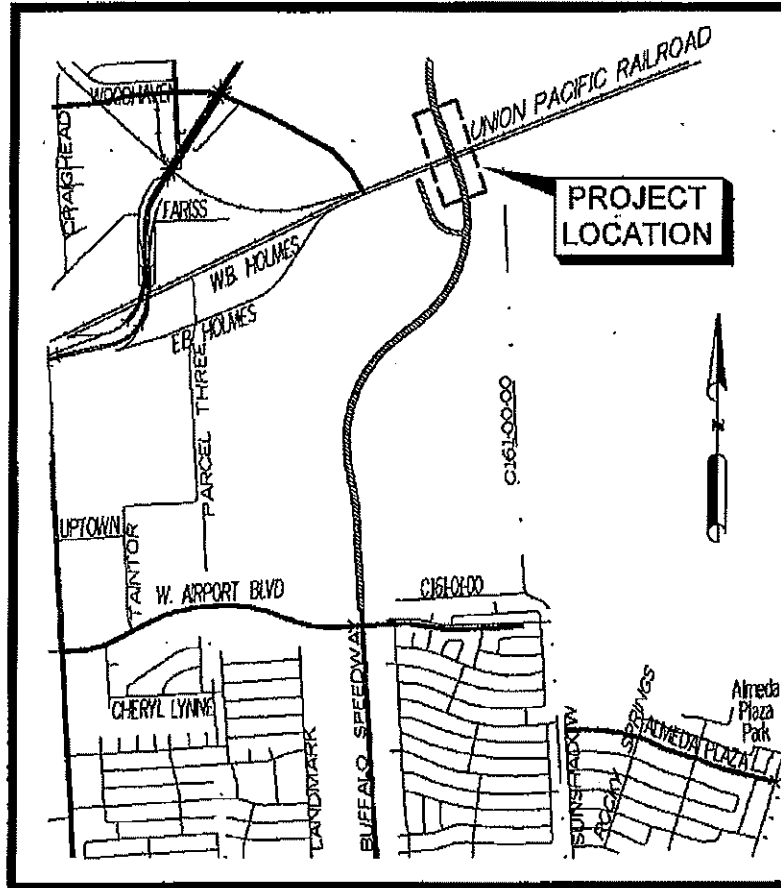 WOODHAVEN
CRAIGHEAD
UNION PACIFIC RAILROAD
PROJECT
LOCATION
FARISS
W.B. HOLMES
E.B. HOLMES
PARCEL THREE
C161-00-00
N
UPTOWN
TAINTOR
W. AIRPORT BLVD
C161-01-00
BUFFALO SPEEDWAY
CHERYL LYNNE
LANDMARK
SUNSHADOW
ROCKY SPRINGS
ALMEDA PLAZA
Almeda
Plaza
Park